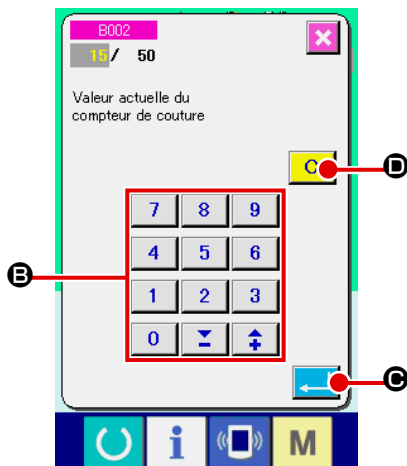 B002
15/ 50
Valeur actuelle du
compteur de couture
C
D
7 8 9
4 5 6
B
1 2 3
0
C
i M